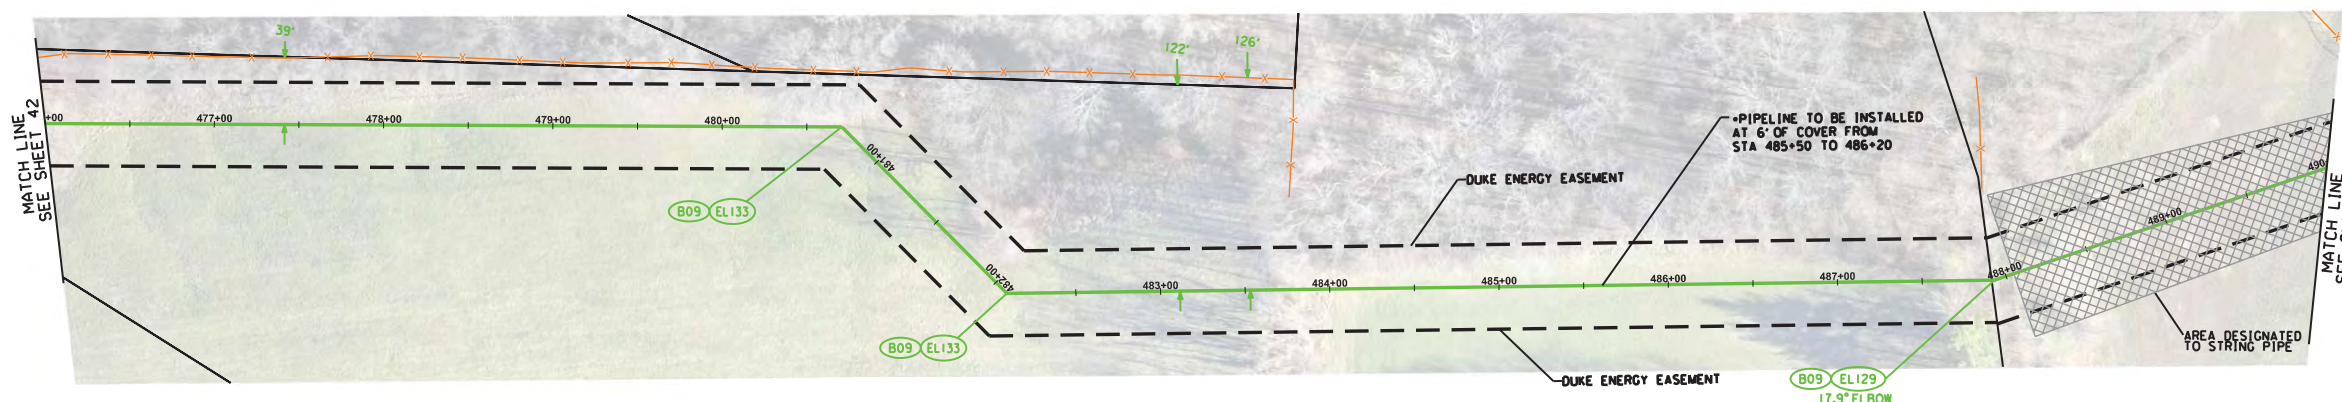 39'
122'
126'
MATCH LINE
SEE SHEET 42
+00
477+00
478+00
479+00
480+00
481+00
482+00
483+00
484+00
485+00
486+00
487+00
488+00
489+00
490
•PIPELINE TO BE INSTALLED
AT 6' OF COVER FROM
STA 485+50 TO 486+20
DUKE ENERGY EASEMENT
B09 EL133
B09 EL133
DUKE ENERGY EASEMENT
B09 EL129
17.9° ELBOW
AREA DESIGNATED
TO STRING PIPE
MATCH LINE